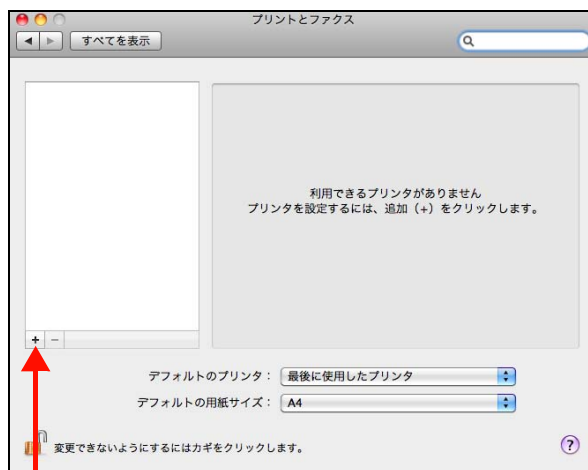 プリントとファクス
すべてを表示
利用できるプリンタがありません
プリンタを設定するには、追加（+）をクリックします。
+ −
デフォルトのプリンタ： 最後に使用したプリンタ
デフォルトの用紙サイズ： A4
変更できないようにするにはカギをクリックします。 ?